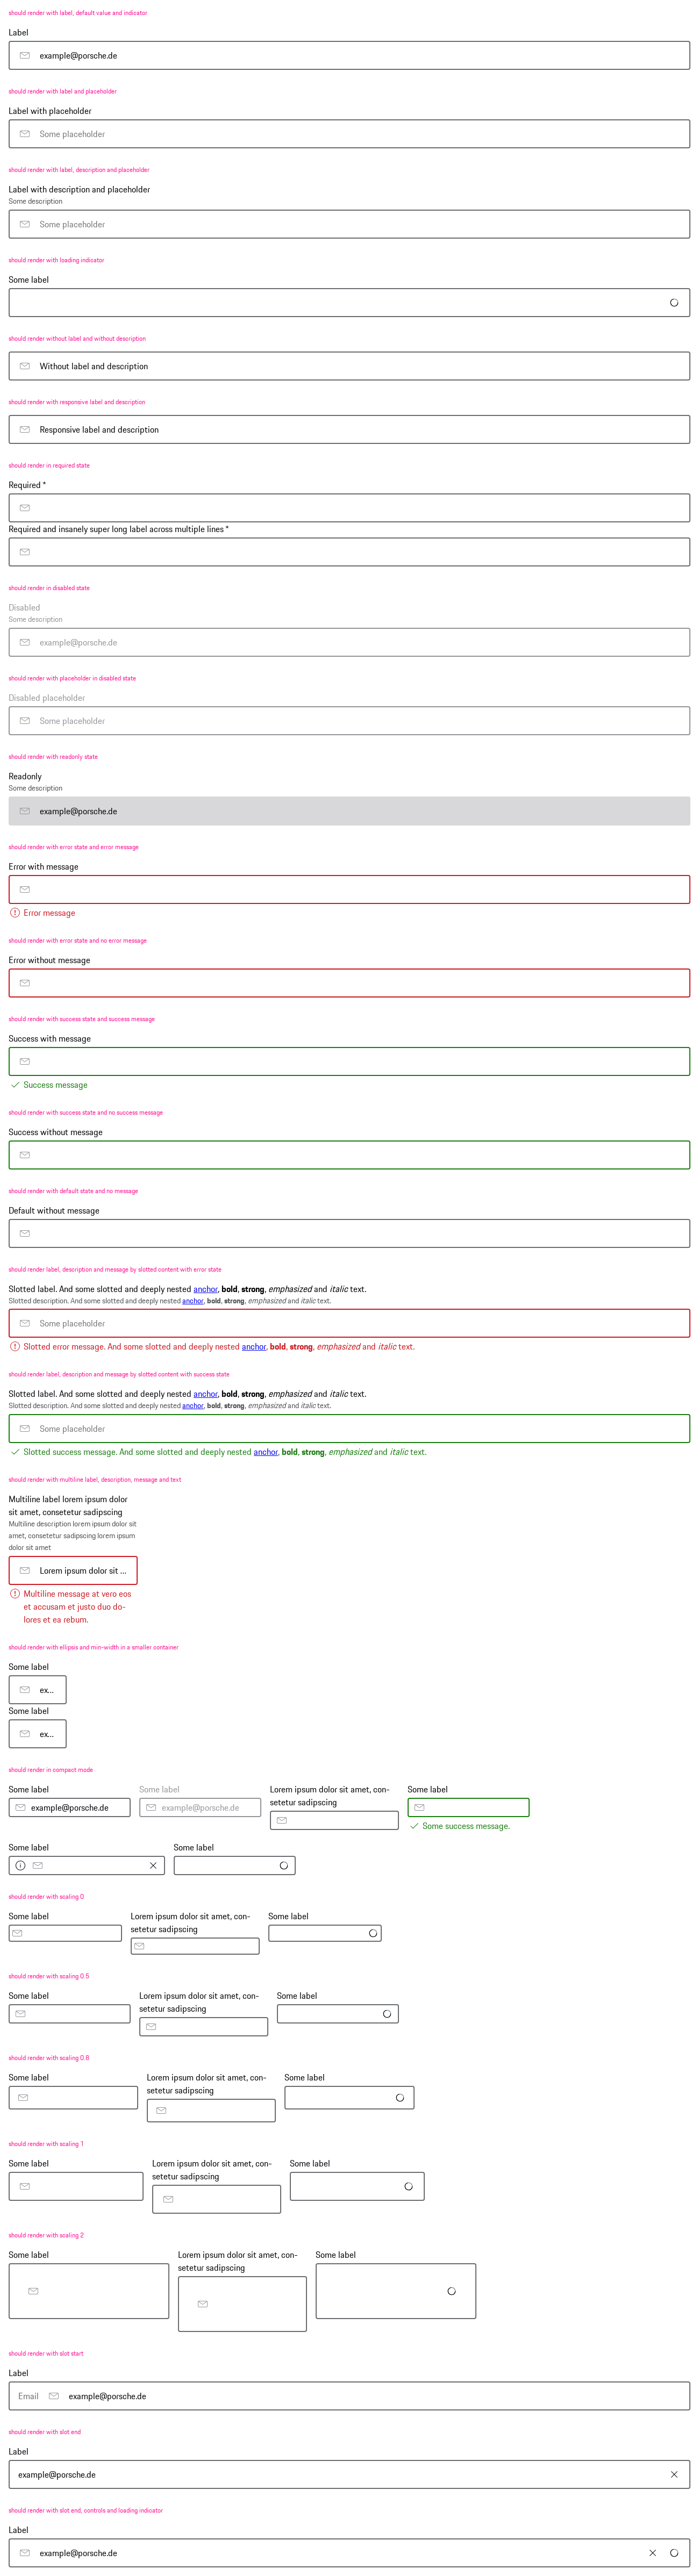 should render with label, default value and indicator
Label
example@porsche.de
should render with label and placeholder
Label with placeholder
Some placeholder
should render with label, description and placeholder
Label with description and placeholder
Some description
Some placeholder
should render with loading indicator
Some label
should render without label and without description
Without label and description
should render with responsive label and description
Responsive label and description
should render in required state
Required *
Required and insanely super long label across multiple lines *
should render in disabled state
Disabled
Some description
example@porsche.de
should render with placeholder in disabled state
Disabled placeholder
Some placeholder
should render with readonly state
Readonly
Some description
example@porsche.de
should render with error state and error message
Error with message
Error message
should render with error state and no error message
Error without message
should render with success state and success message
Success with message
Success message
should render with success state and no success message
Success without message
should render with default state and no message
Default without message
should render label, description and message by slotted content with error state
Slotted label. And some slotted and deeply nested anchor, bold, strong, emphasized and italic text.
Slotted description. And some slotted and deeply nested anchor, bold, strong, emphasized and italic text.
Some placeholder
Slotted error message. And some slotted and deeply nested anchor, bold, strong, emphasized and italic text.
should render label, description and message by slotted content with success state
Slotted label. And some slotted and deeply nested anchor, bold, strong, emphasized and italic text.
Slotted description. And some slotted and deeply nested anchor, bold, strong, emphasized and italic text.
Some placeholder
Slotted success message. And some slotted and deeply nested anchor, bold, strong, emphasized and italic text.
should render with multiline label, description, message and text
Multiline label lorem ipsum dolor
sit amet, consetetur sadipscing
Multiline description lorem ipsum dolor sit
amet, consetetur sadipscing lorem ipsum
dolor sit amet
Lorem ipsum dolor sit ...
Multiline message at vero eos
et accusam et justo duo do-
lores et ea rebum.
should render with ellipsis and min-width in a smaller container
Some label
ex...
Some label
ex...
should render in compact mode
Some label
example@porsche.de
Some label
example@porsche.de
Lorem ipsum dolor sit amet, con-
setetur sadipscing
Some label
Some success message.
Some label
Some label
should render with scaling 0
Some label
Lorem ipsum dolor sit amet, con-
setetur sadipscing
Some label
should render with scaling 0.5
Some label
Lorem ipsum dolor sit amet, con-
setetur sadipscing
Some label
should render with scaling 0.8
Some label
Lorem ipsum dolor sit amet, con-
setetur sadipscing
Some label
should render with scaling 1
Some label
Lorem ipsum dolor sit amet, con-
setetur sadipscing
Some label
should render with scaling 2
Some label
Lorem ipsum dolor sit amet, con-
setetur sadipscing
Some label
should render with slot start
Label
Email
example@porsche.de
should render with slot end
Label
example@porsche.de
should render with slot end, controls and loading indicator
Label
example@porsche.de